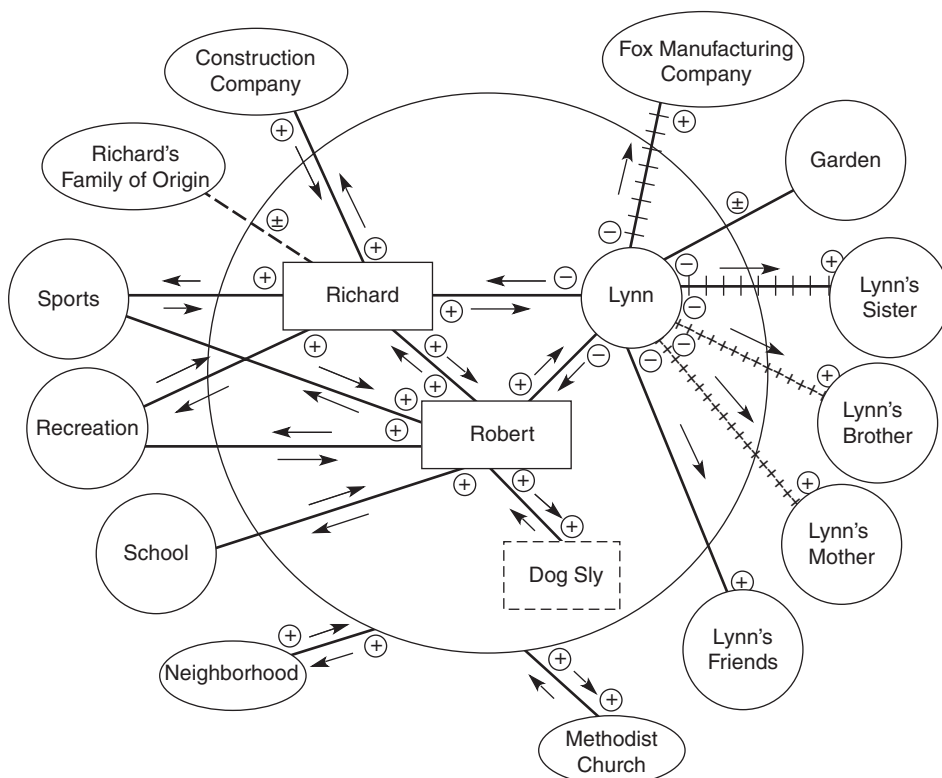 Construction
Company
Fox Manufacturing
Company
Richard's
Family of Origin
Garden
Sports
Richard
Lynn
Lynn's
Sister
Recreation
Robert
Lynn's
Brother
School
Dog Sly
Lynn's
Mother
Neighborhood
Lynn's
Friends
Methodist
Church